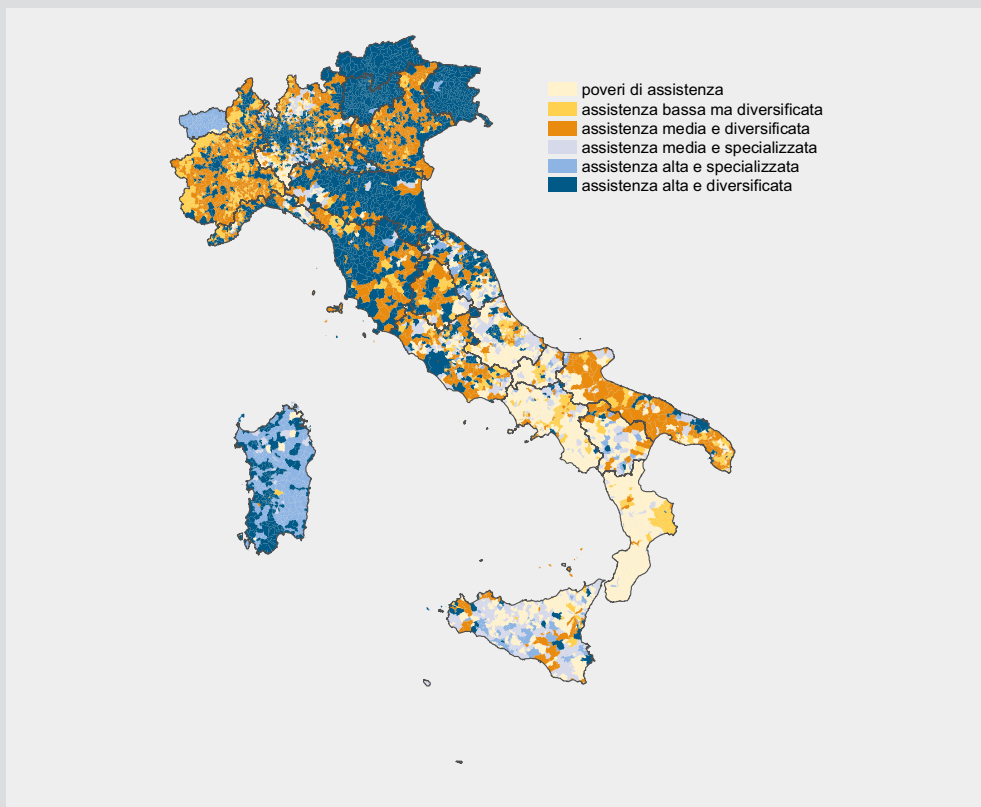 poveri di assistenza
assistenza bassa ma diversificata
assistenza media e diversificata
assistenza media e specializzata
assistenza alta e specializzata
assistenza alta e diversificata